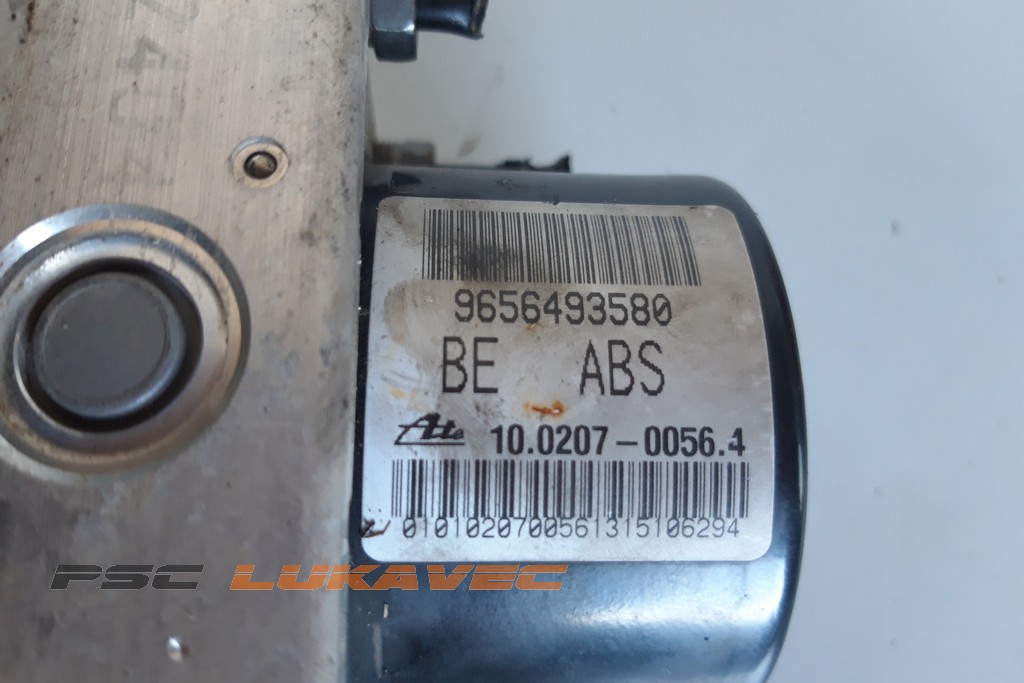 9656493580
BE ABS
Ate 10.0207-0056.4
0101020700561315106294
PSC LUKAVEC